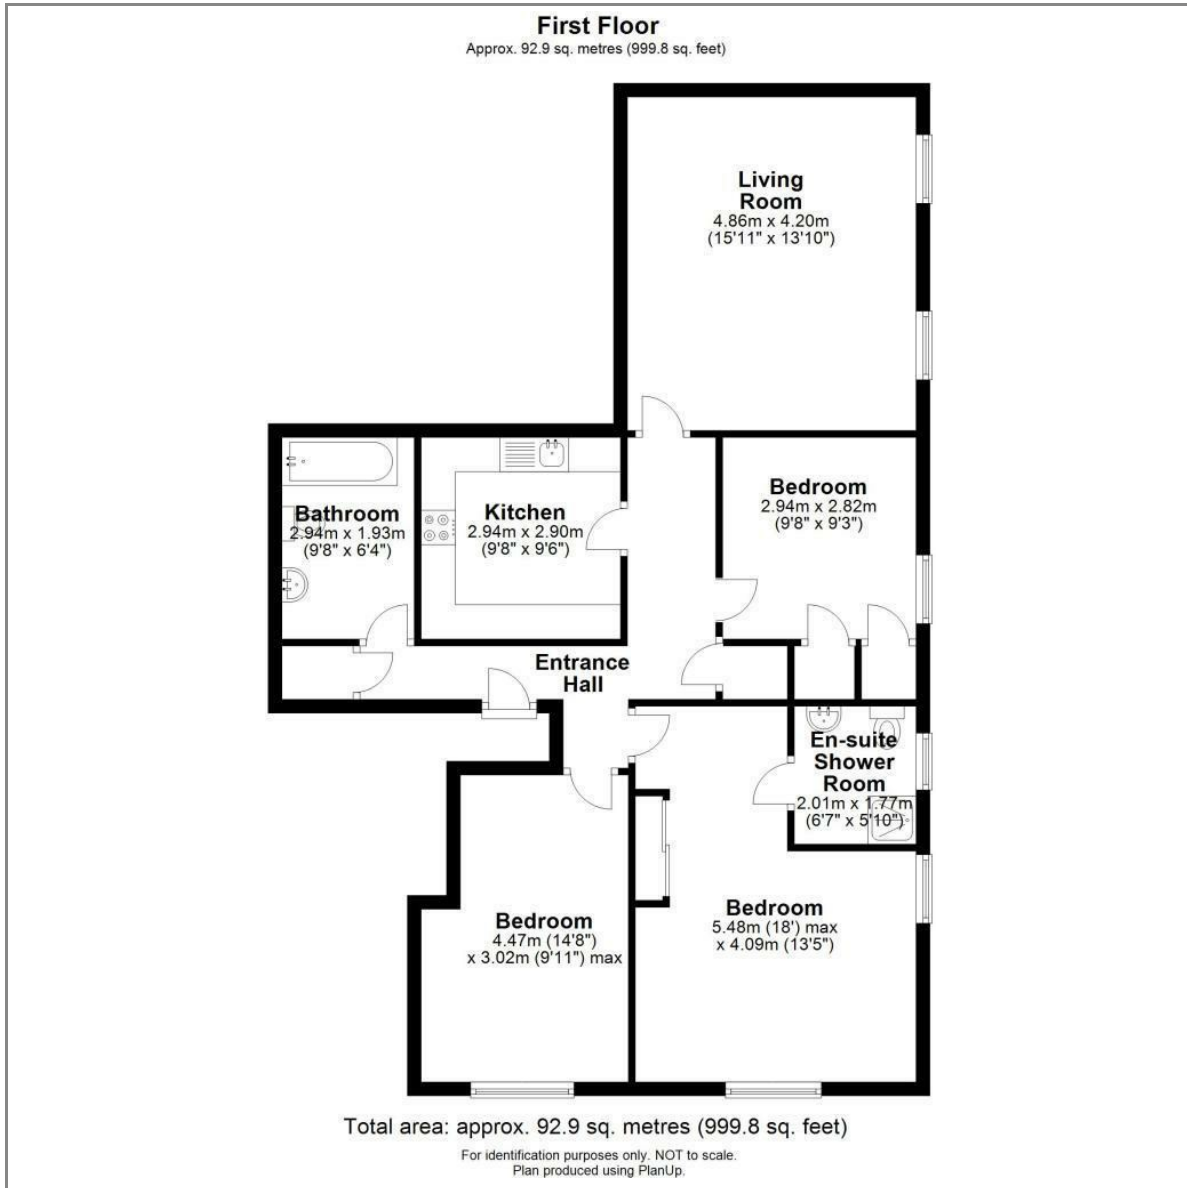 First Floor
Approx. 92.9 sq. metres (999.8 sq. feet)
Living
Room
4.86m x 4.20m
(15'11" x 13'10")
Bathroom
2.94m x 1.93m
(9'8" x 6'4")
Kitchen
2.94m x 2.90m
(9'8" x 9'6")
Bedroom
2.94m x 2.82m
(9'8" x 9'3")
Entrance
Hall
En-suite
Shower
Room
2.01m x 1.77m
(6'7" x 5'10")
Bedroom
4.47m (14'8")
x 3.02m (9'11") max
Bedroom
5.48m (18') max
x 4.09m (13'5")
Total area: approx. 92.9 sq. metres (999.8 sq. feet)
For identification purposes only. NOT to scale.
Plan produced using PlanUp.